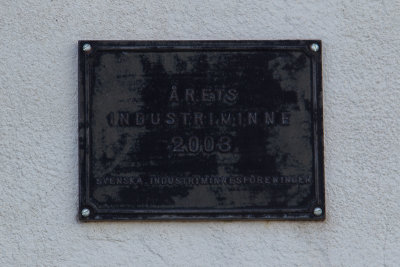 ÅRETS
INDUSTRIMINNE
2003
SVENSKA INDUSTRIMINNESFÖRENINGEN